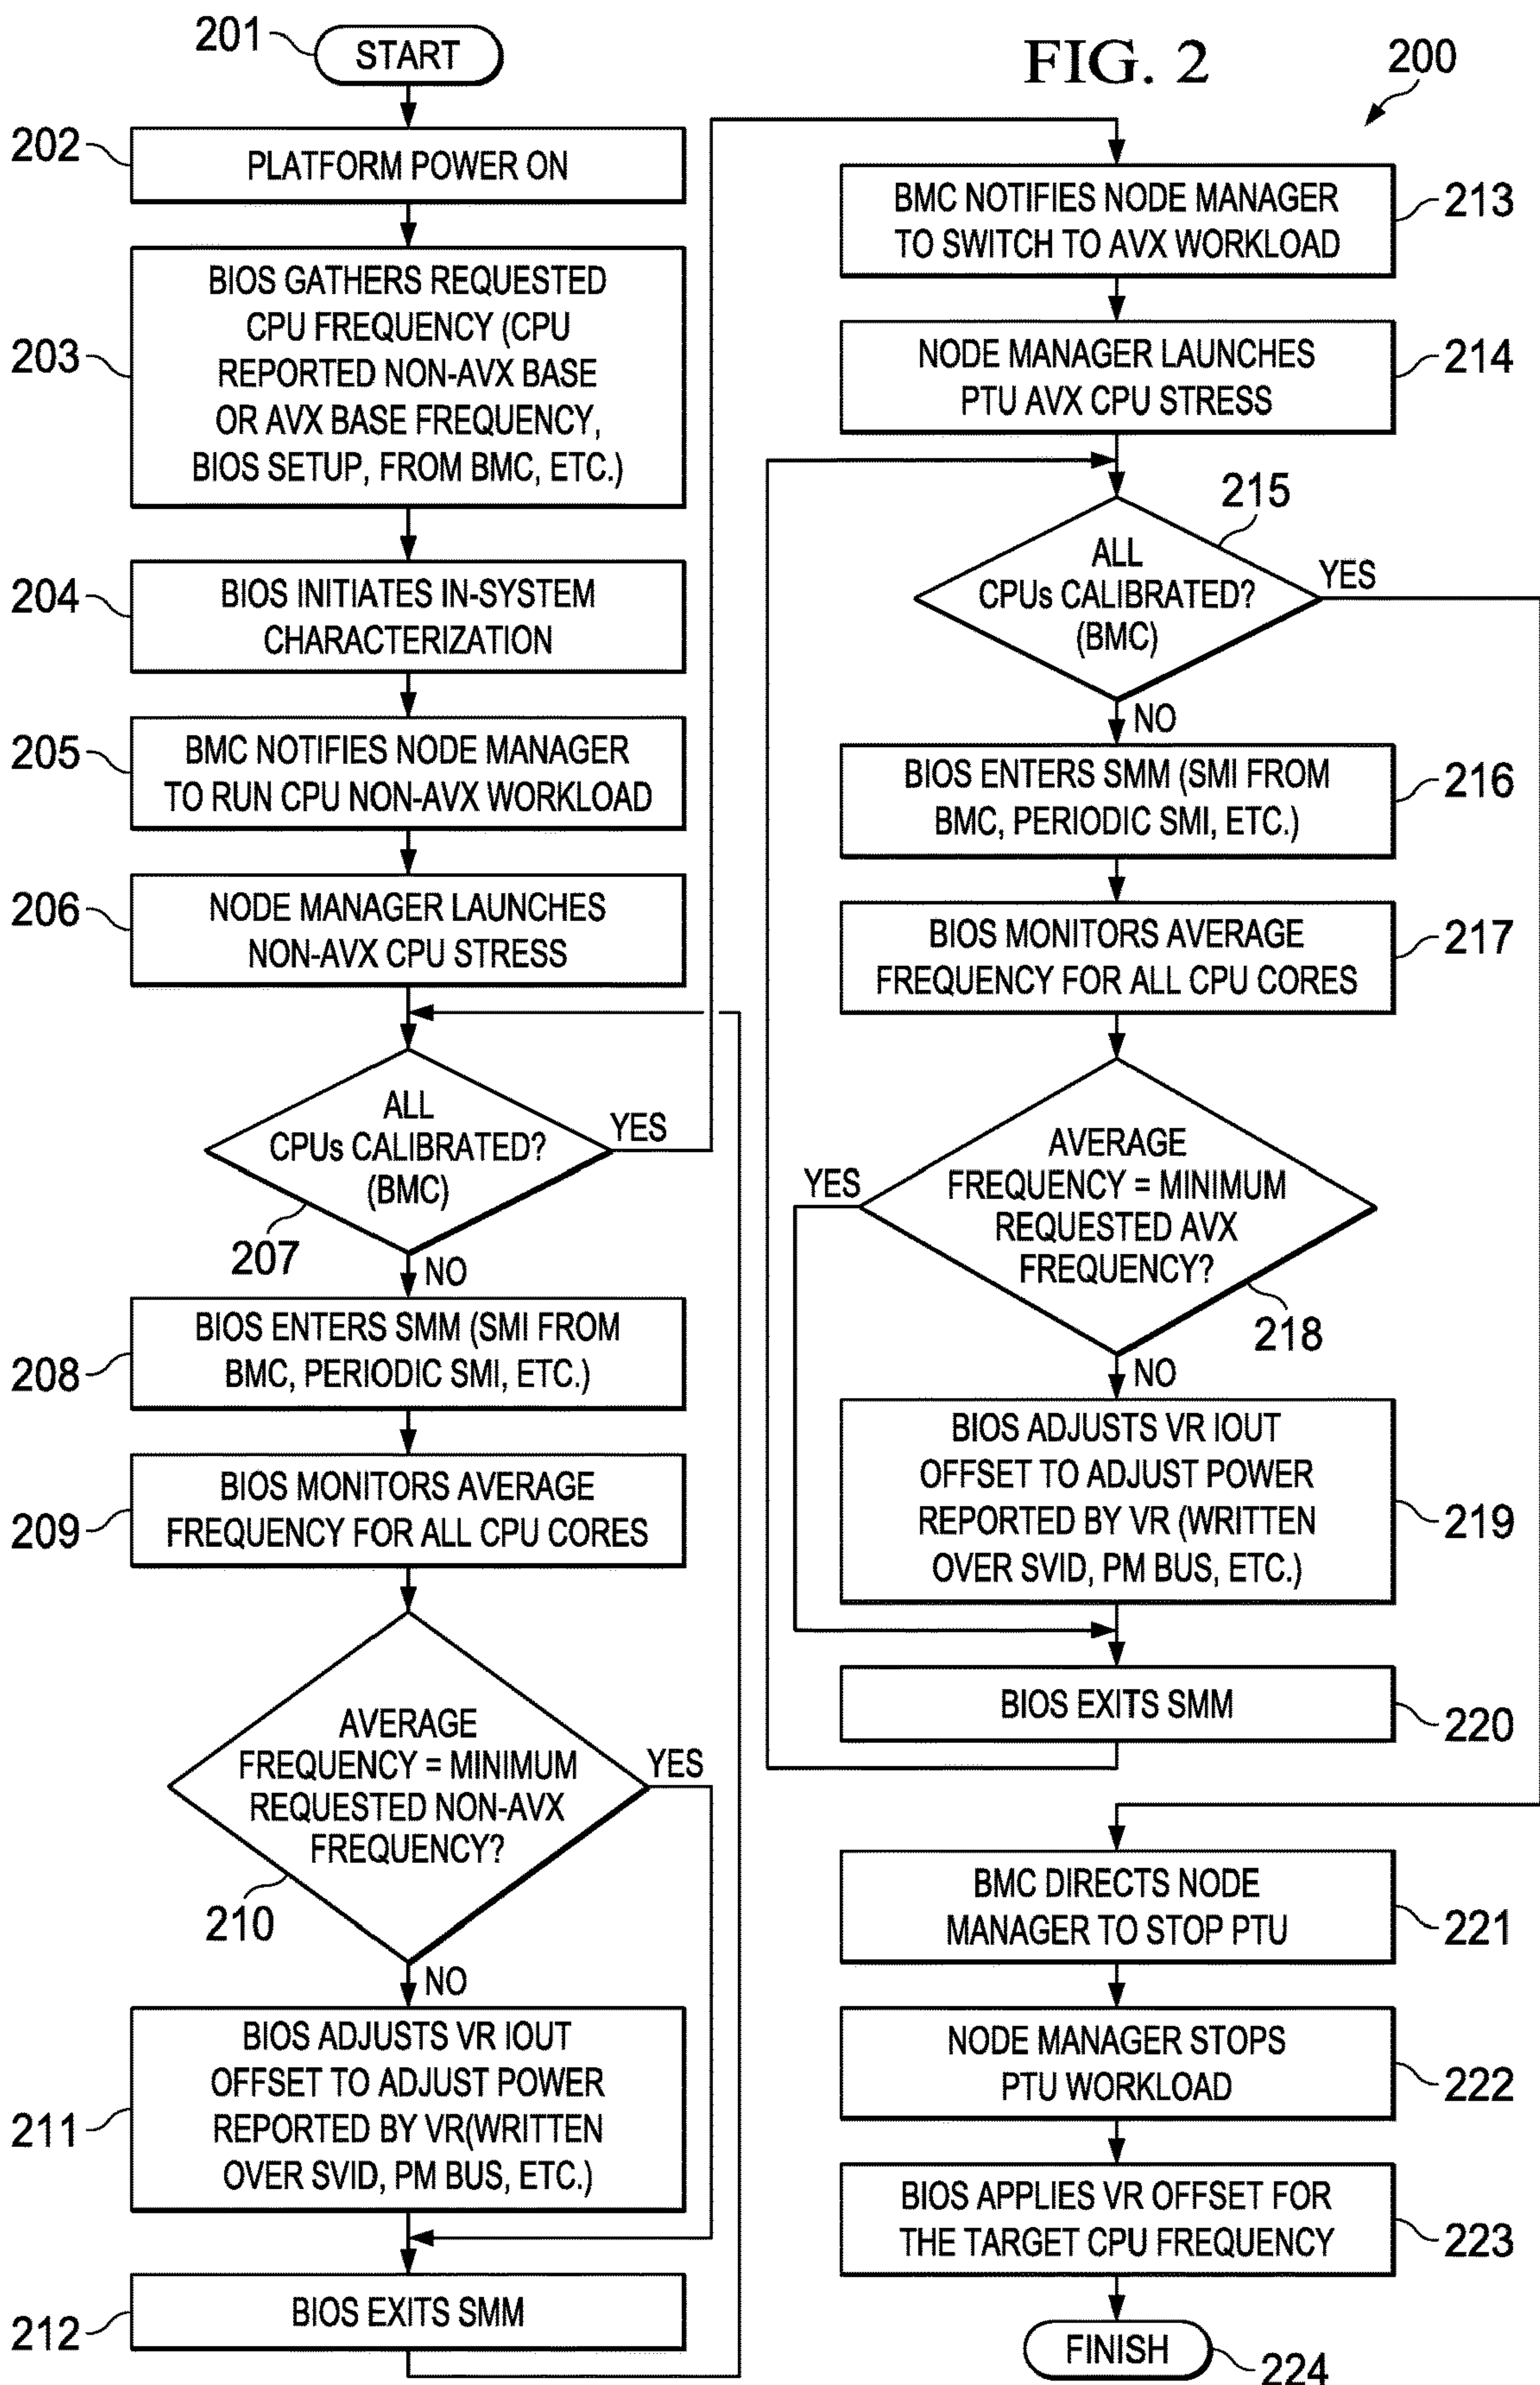 FIG. 2
200
201
START
202
PLATFORM POWER ON
203
BIOS GATHERS REQUESTED
CPU FREQUENCY (CPU
REPORTED NON-AVX BASE
OR AVX BASE FREQUENCY,
BIOS SETUP, FROM BMC, ETC.)
204
BIOS INITIATES IN-SYSTEM
CHARACTERIZATION
205
BMC NOTIFIES NODE MANAGER
TO RUN CPU NON-AVX WORKLOAD
206
NODE MANAGER LAUNCHES
NON-AVX CPU STRESS
ALL
CPUs CALIBRATED?
(BMC)
YES
207
NO
208
BIOS ENTERS SMM (SMI FROM
BMC, PERIODIC SMI, ETC.)
209
BIOS MONITORS AVERAGE
FREQUENCY FOR ALL CPU CORES
AVERAGE
FREQUENCY = MINIMUM
REQUESTED NON-AVX
FREQUENCY?
YES
210
NO
211
BIOS ADJUSTS VR IOUT
OFFSET TO ADJUST POWER
REPORTED BY VR(WRITTEN
OVER SVID, PM BUS, ETC.)
212
BIOS EXITS SMM
BMC NOTIFIES NODE MANAGER
TO SWITCH TO AVX WORKLOAD
213
NODE MANAGER LAUNCHES
PTU AVX CPU STRESS
214
215
ALL
CPUs CALIBRATED?
(BMC)
YES
NO
BIOS ENTERS SMM (SMI FROM
BMC, PERIODIC SMI, ETC.)
216
BIOS MONITORS AVERAGE
FREQUENCY FOR ALL CPU CORES
217
YES
AVERAGE
FREQUENCY = MINIMUM
REQUESTED AVX
FREQUENCY?
218
NO
BIOS ADJUSTS VR IOUT
OFFSET TO ADJUST POWER
REPORTED BY VR (WRITTEN
OVER SVID, PM BUS, ETC.)
219
BIOS EXITS SMM
220
BMC DIRECTS NODE
MANAGER TO STOP PTU
221
NODE MANAGER STOPS
PTU WORKLOAD
222
BIOS APPLIES VR OFFSET FOR
THE TARGET CPU FREQUENCY
223
FINISH
224